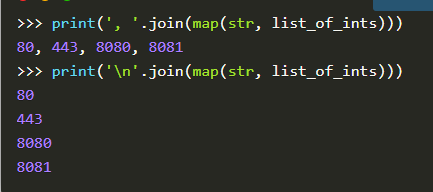 >>> print(', '.join(map(str, list_of_ints)))
80, 443, 8080, 8081
>>> print('\n'.join(map(str, list_of_ints)))
80
443
8080
8081